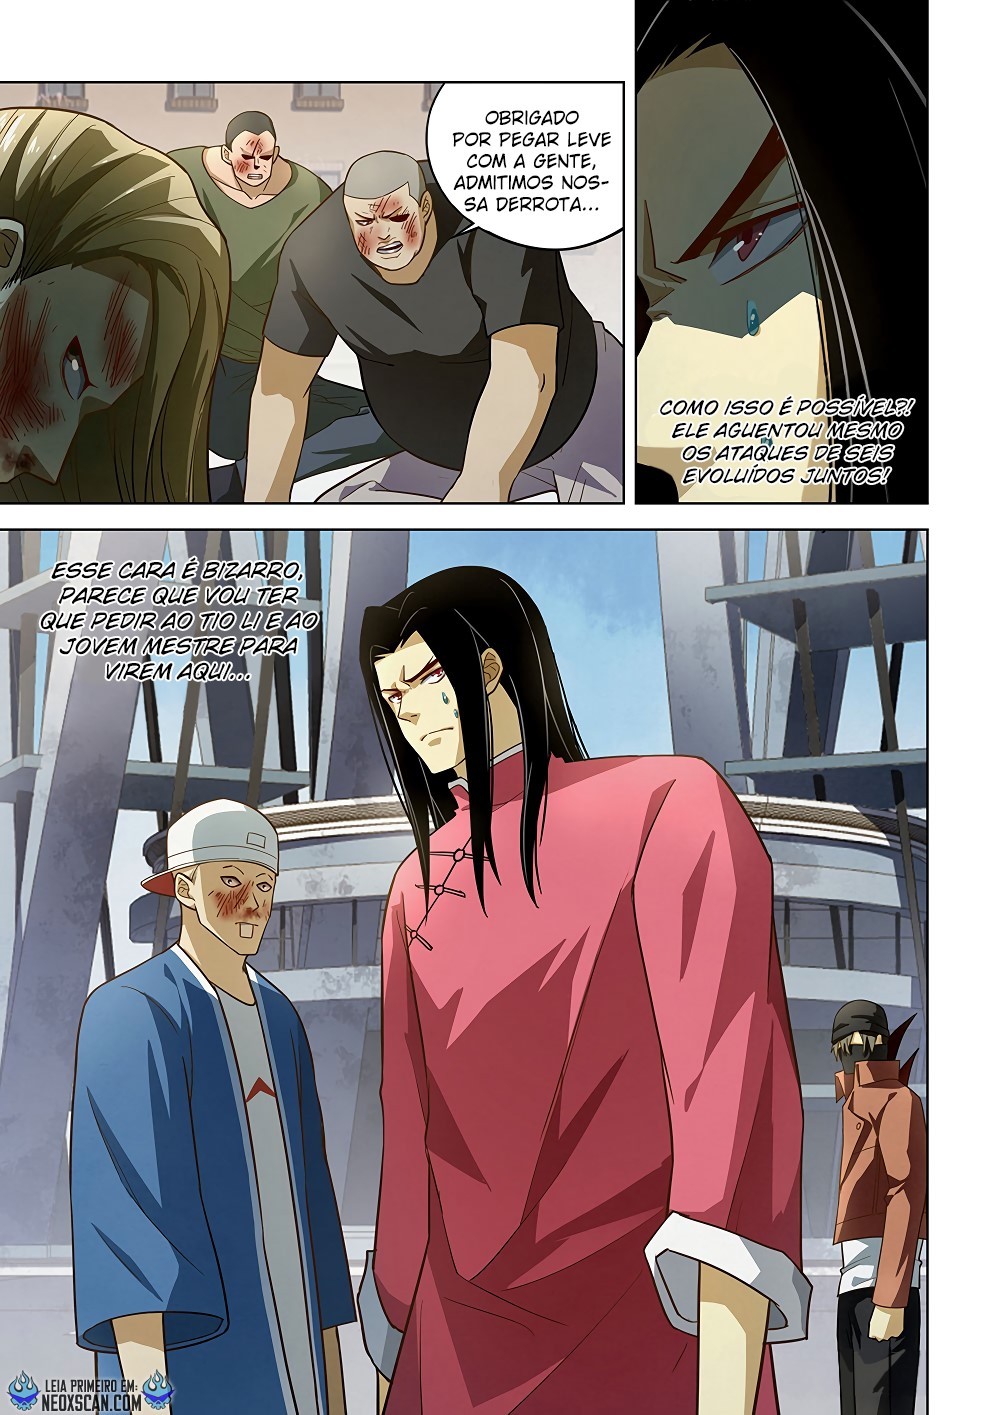 OBRIGADO
POR PEGAR LEVE
COM A GENTE,
ADMITIMOS NOS-
SA DERROTA...
COMO ISSO É POSSÍVEL?!
ELE AGUENTOU MESMO
OS ATAQUES DE SEIS
EVOLUÍDOS JUNTOS!
ESSE CARA É BIZARRO,
PARECE QUE VOU TER
QUE PEDIR AO TIO LI E AO
JOVEM MESTRE PARA
VIREM AQUI...
LEIA PRIMEIRO EM:
NEOXSCAN.COM